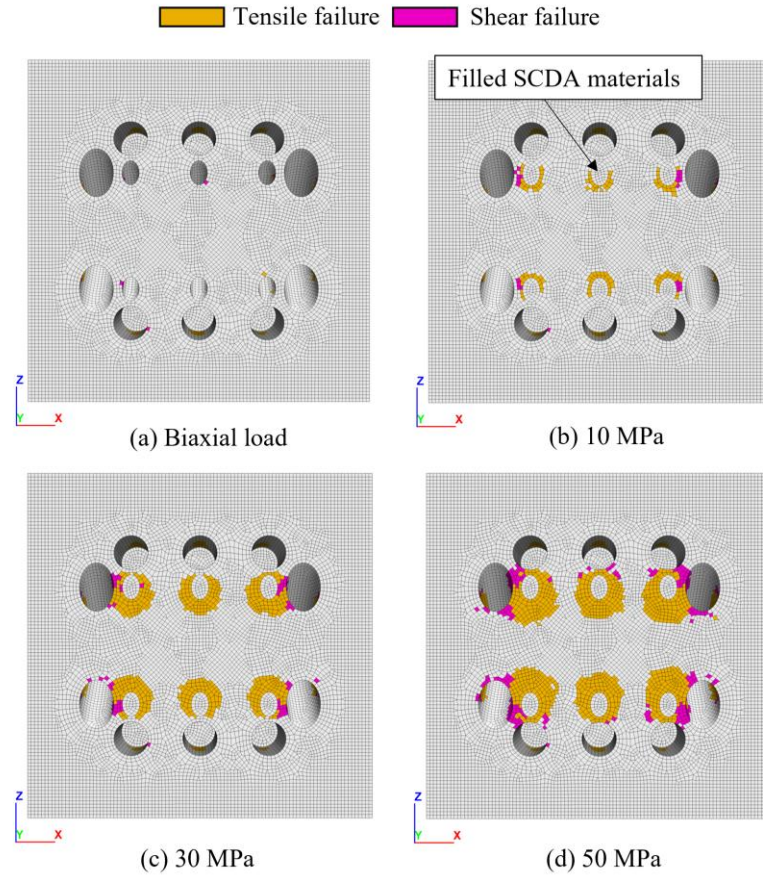 Tensile failure Shear failure
Filled SCDA materials
Z
Y X
(a) Biaxial load
Z
Y X
(b) 10 MPa
Z
Y X
(c) 30 MPa
Z
Y X
(d) 50 MPa